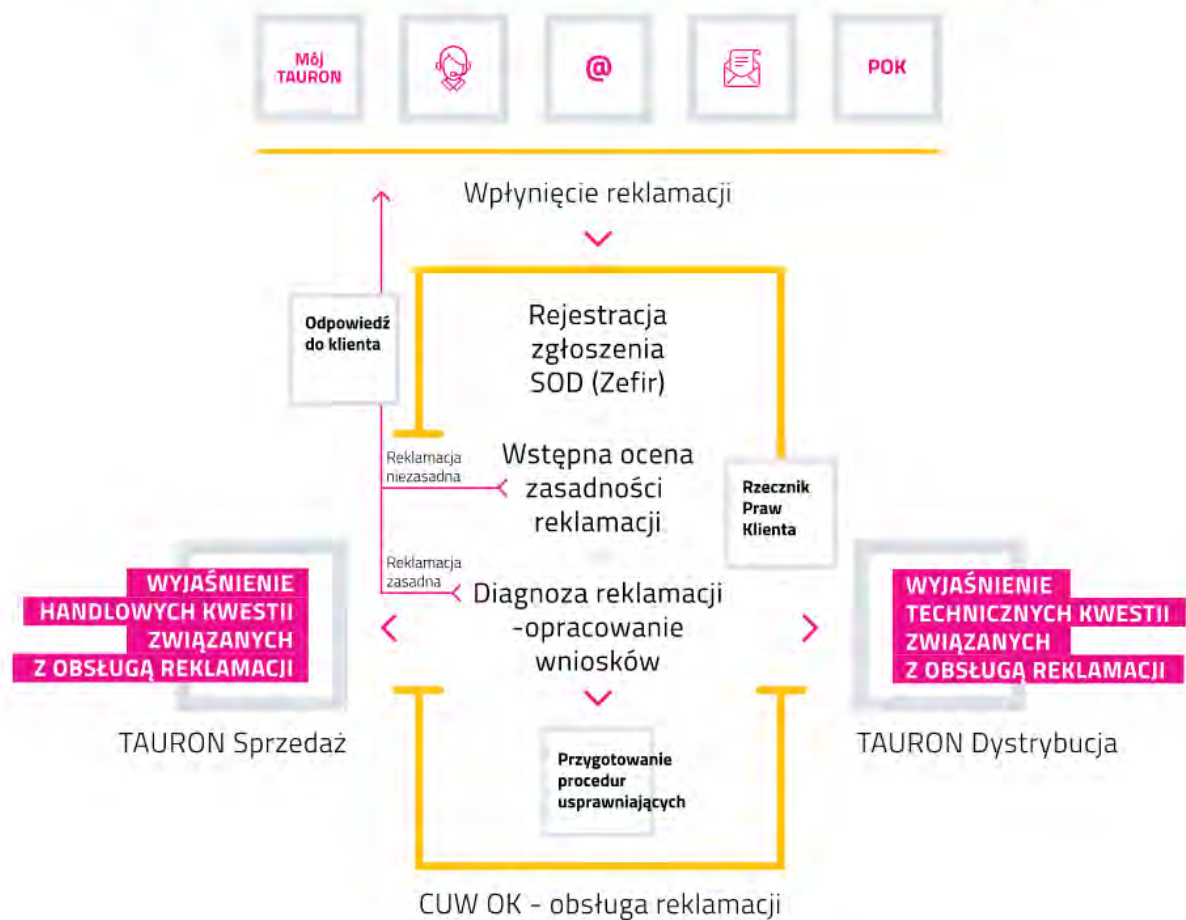 Mój
TAURON
@
POK
Wpłynięcie reklamacji
Odpowiedź
do klienta
Rejestracja
zgłoszenia
SOD (Zefir)
Reklamacja
niezasadna
Wstępna ocena
zasadności
reklamacji
Rzecznik
Praw
Klienta
Reklamacja
zasadna
Diagnoza reklamacji
-opracowanie
wniosków
WYJAŚNIENIE
HANDLOWYCH KWESTII
ZWIĄZANYCH
Z OBSŁUGĄ REKLAMACJI
WYJAŚNIENIE
TECHNICZNYCH KWESTII
ZWIĄZANYCH
Z OBSŁUGĄ REKLAMACJI
TAURON Sprzedaż
TAURON Dystrybucja
Przygotowanie
procedur
usprawniających
CUW OK - obsługa reklamacji